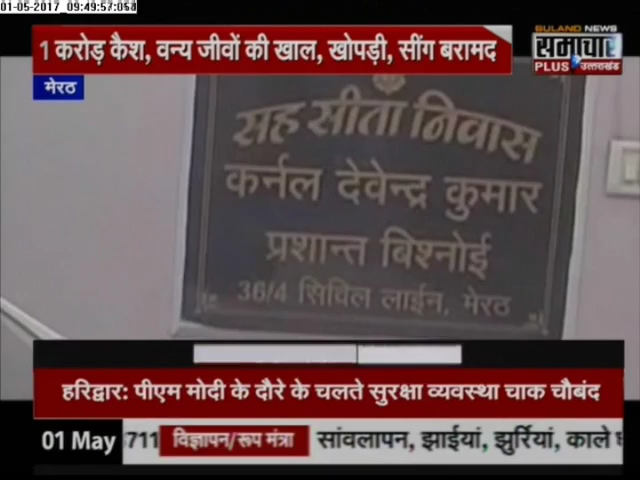 01-05-2017 _ 09:49:57:058
1 करोड़ कैश, वन्य जीवों की खाल, खोपड़ी, सींग बरामद
BULAND NEWS
समाचार
PLUS उत्तराखंड
मेरठ
सह सीता निवास
कर्नल देवेन्द्र कुमार
प्रशान्त बिश्नोई
36/4 सिविल लाईन, मेरठ
हरिद्वार: पीएम मोदी के दौरे के चलते सुरक्षा व्यवस्था चाक चौबंद
01 May 3711 विज्ञापन/रूप मंत्रा सांवलापन, झाईयां, झुर्रियां, काले